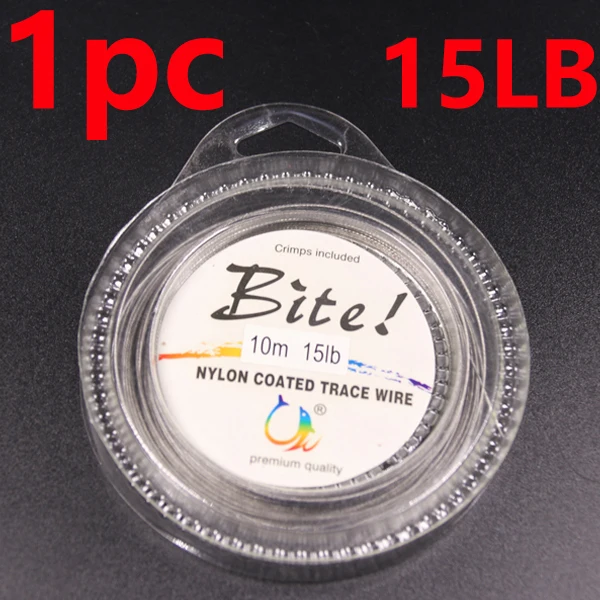 1pc 15LB
Crimps included
Bite!
10m 15lb
NYLON COATED TRACE WIRE
®
premium quality